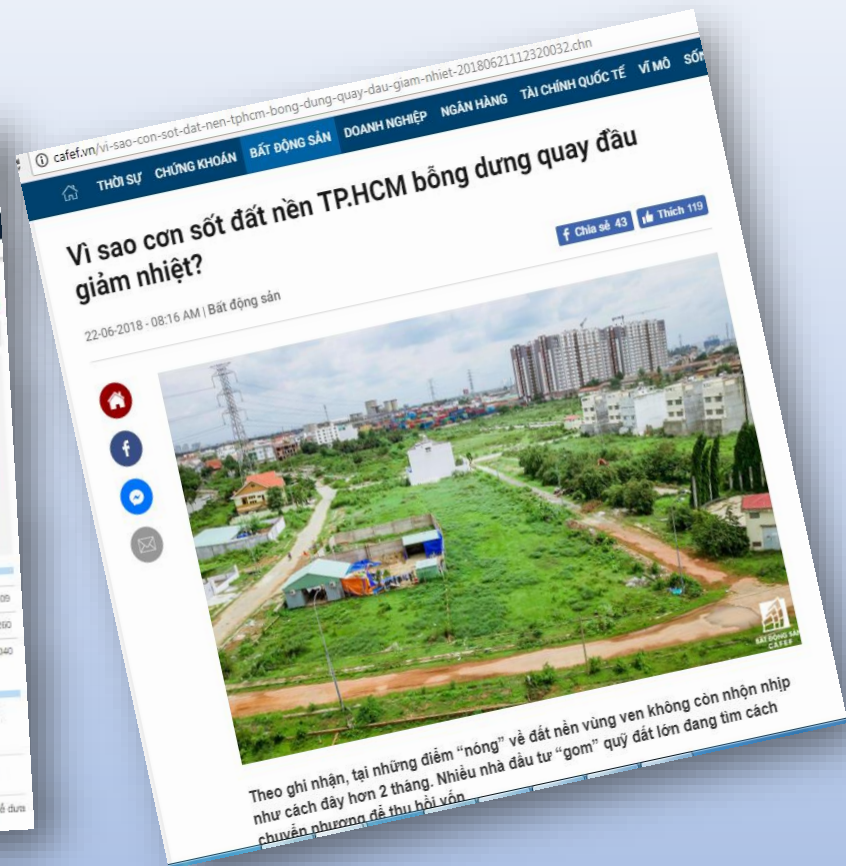 cafef.vn/vi-sao-con-sot-dat-nen-tphcm-bong-dung-quay-dau-giam-nhiet-20180621112320032.chn
THỜI SỰ CHỨNG KHOÁN BẤT ĐỘNG SẢN DOANH NGHIỆP NGÂN HÀNG TÀI CHÍNH QUỐC TẾ VĨ MÔ
Vì sao cơn sốt đất nền TP.HCM bỗng dưng quay đầu
giảm nhiệt?
Chia sẻ 43 Thích 119
22-06-2018 - 08:16 AM | Bất động sản
BẤT ĐỘNG SẢN
CAFEF
Theo ghi nhận, tại những điểm “nóng” về đất nền vùng ven không còn nhộn nhịp
như cách đây hơn 2 tháng. Nhiều nhà đầu tư “gom” quỹ đất lớn đang tìm cách
chuyển nhượng để thu hồi vốn